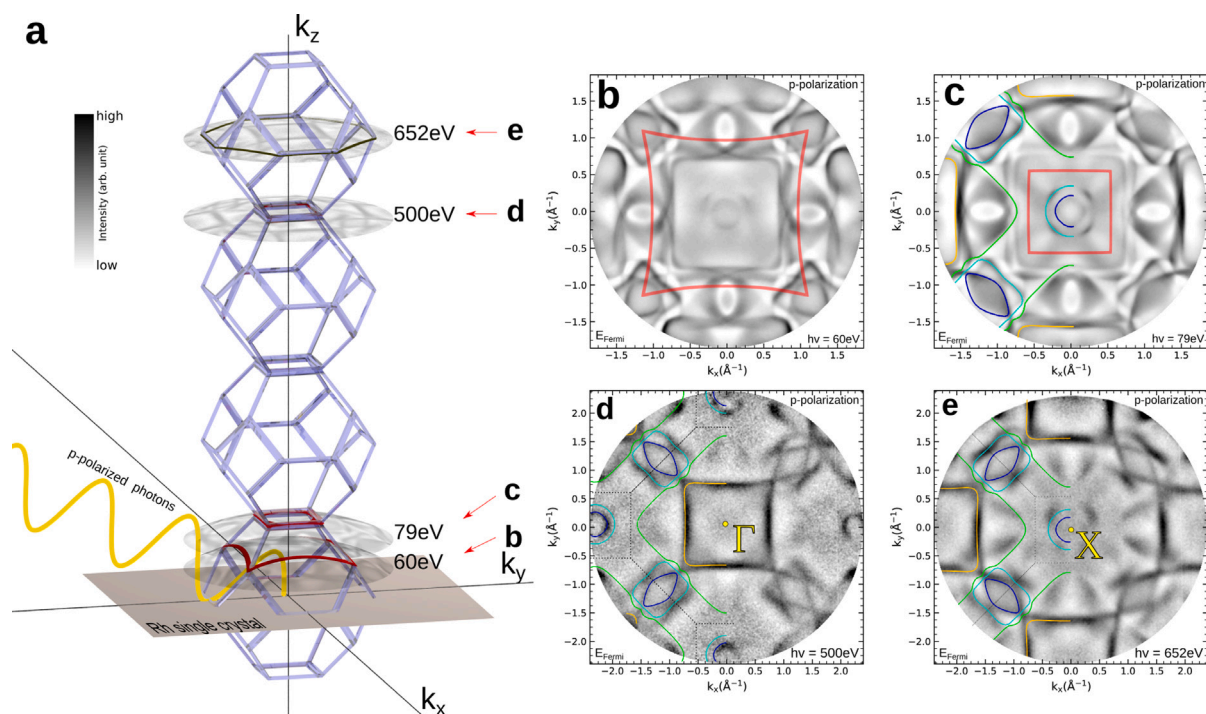 a
k_z
high
low
Intensity (arb. unit)
652eV
e
500eV
d
p-polarized photons
c
79eV
b
60eV
k_y
Rh single crystal
k_x
b
p-polarization
1.5
1.0
0.5
0.0
−0.5
−1.0
−1.5
k_y(Å⁻¹)
E_Fermi
hν = 60eV
−1.5 −1.0 −0.5 0.0 0.5 1.0 1.5
k_x(Å⁻¹)
c
p-polarization
1.5
1.0
0.5
0.0
−0.5
−1.0
−1.5
k_y(Å⁻¹)
E_Fermi
hν = 79eV
−1.5 −1.0 −0.5 0.0 0.5 1.0 1.5
k_x(Å⁻¹)
d
p-polarization
2.0
1.5
1.0
0.5
0.0
−0.5
−1.0
−1.5
−2.0
k_y(Å⁻¹)
Γ
E_Fermi
hν = 500eV
−2.0 −1.5 −1.0 −0.5 0.0 0.5 1.0 1.5 2.0
k_x(Å⁻¹)
e
p-polarization
2.0
1.5
1.0
0.5
0.0
−0.5
−1.0
−1.5
−2.0
k_y(Å⁻¹)
X
E_Fermi
hν = 652eV
−2.0 −1.5 −1.0 −0.5 0.0 0.5 1.0 1.5 2.0
k_x(Å⁻¹)